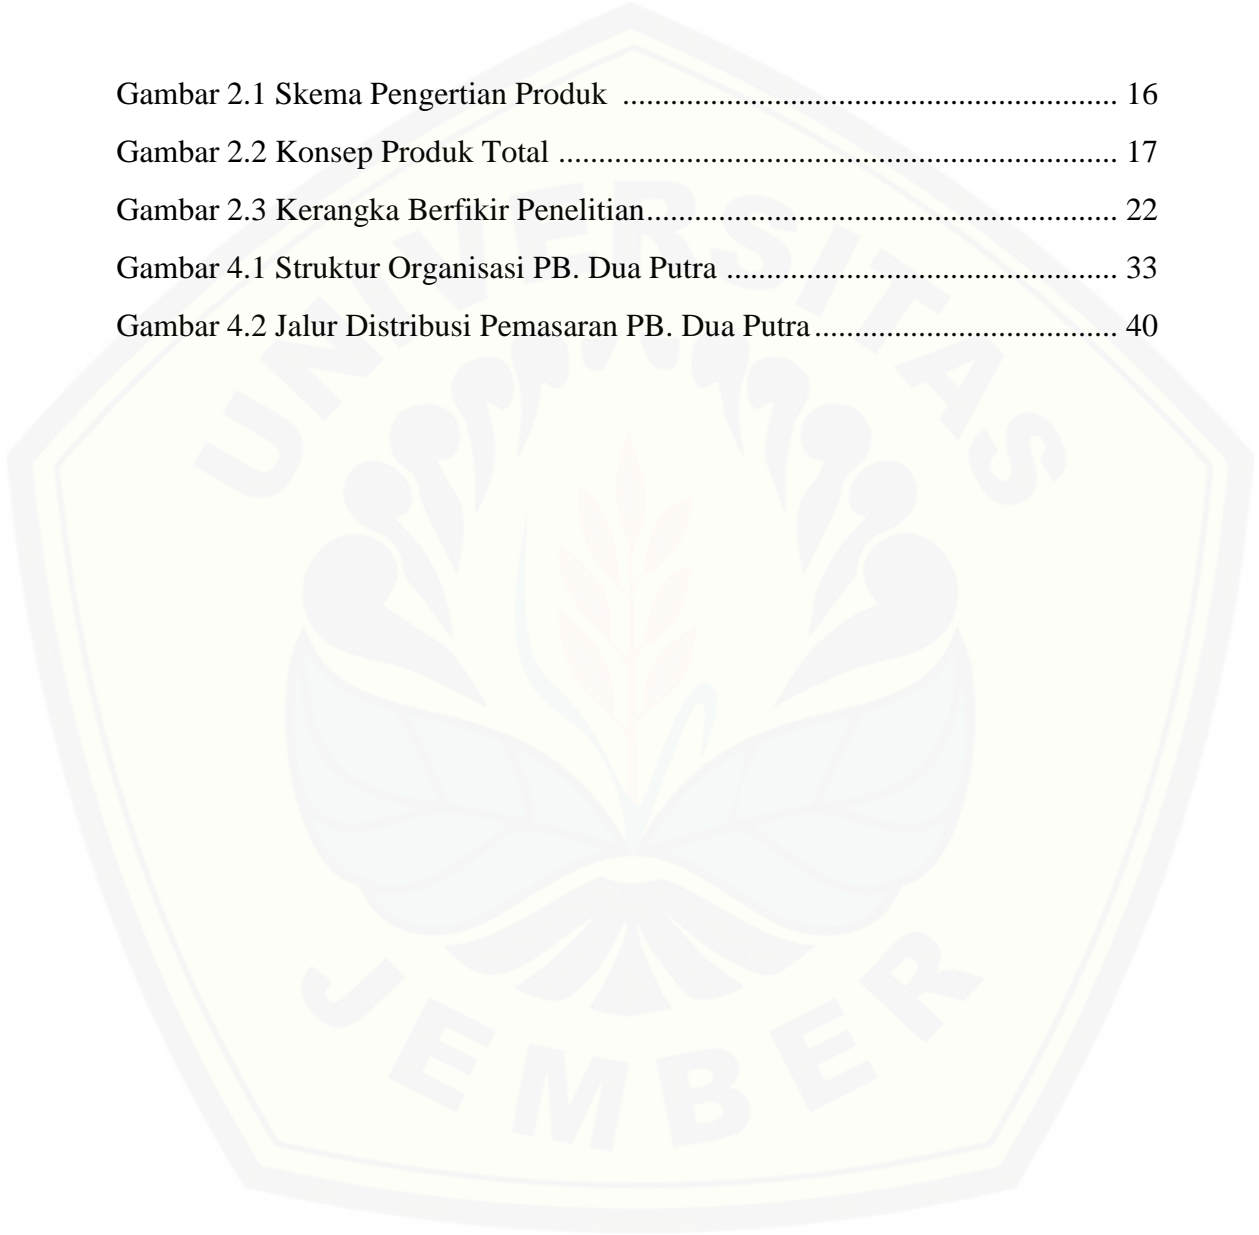 Gambar 2.1 Skema Pengertian Produk ............................................................. 16
Gambar 2.2 Konsep Produk Total ..................................................................... 17
Gambar 2.3 Kerangka Berfikir Penelitian.......................................................... 22
Gambar 4.1 Struktur Organisasi PB. Dua Putra ................................................ 33
Gambar 4.2 Jalur Distribusi Pemasaran PB. Dua Putra..................................... 40
UNIVERSITAS
JEMBER